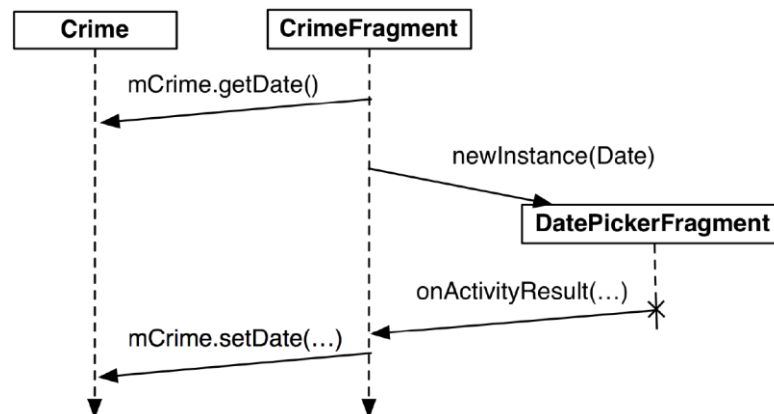 Crime
CrimeFragment
mCrime.getDate()
newInstance(Date)
DatePickerFragment
onActivityResult(…)
mCrime.setDate(…)